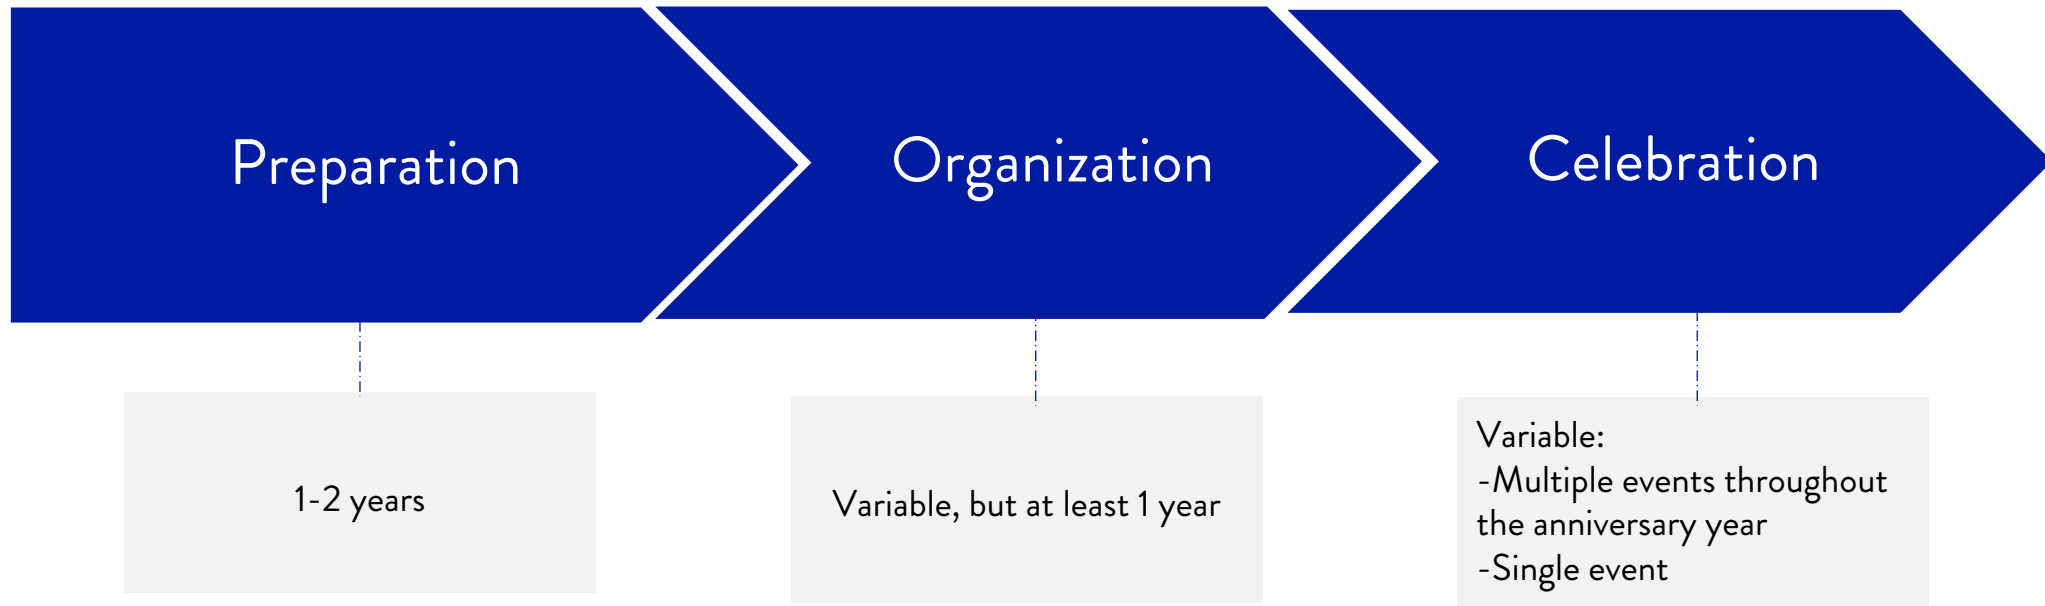 Preparation
Organization
Celebration
1-2 years
Variable, but at least 1 year
Variable:
-Multiple events throughout
the anniversary year
-Single event